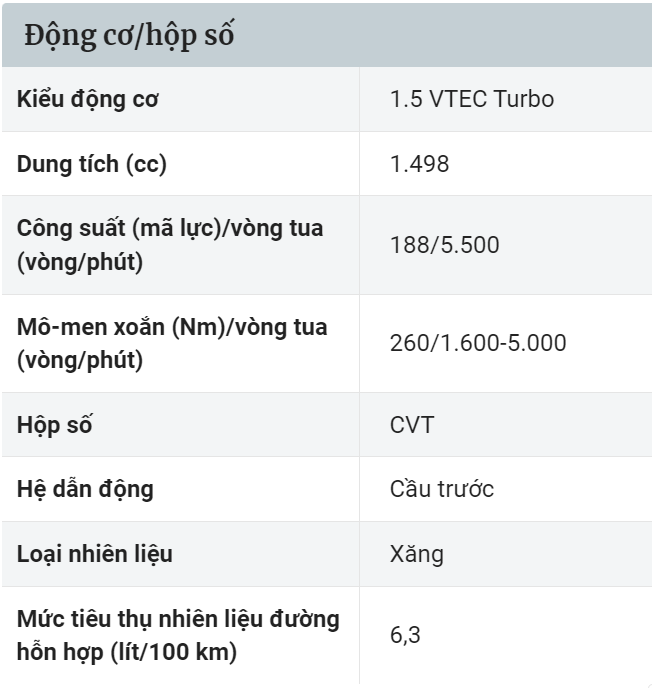 Động cơ/hộp số
Kiểu động cơ
1.5 VTEC Turbo
Dung tích (cc)
1.498
Công suất (mã lực)/vòng tua
(vòng/phút)
188/5.500
Mô-men xoắn (Nm)/vòng tua
(vòng/phút)
260/1.600-5.000
Hộp số
CVT
Hệ dẫn động
Cầu trước
Loại nhiên liệu
Xăng
Mức tiêu thụ nhiên liệu đường
hỗn hợp (lít/100 km)
6,3